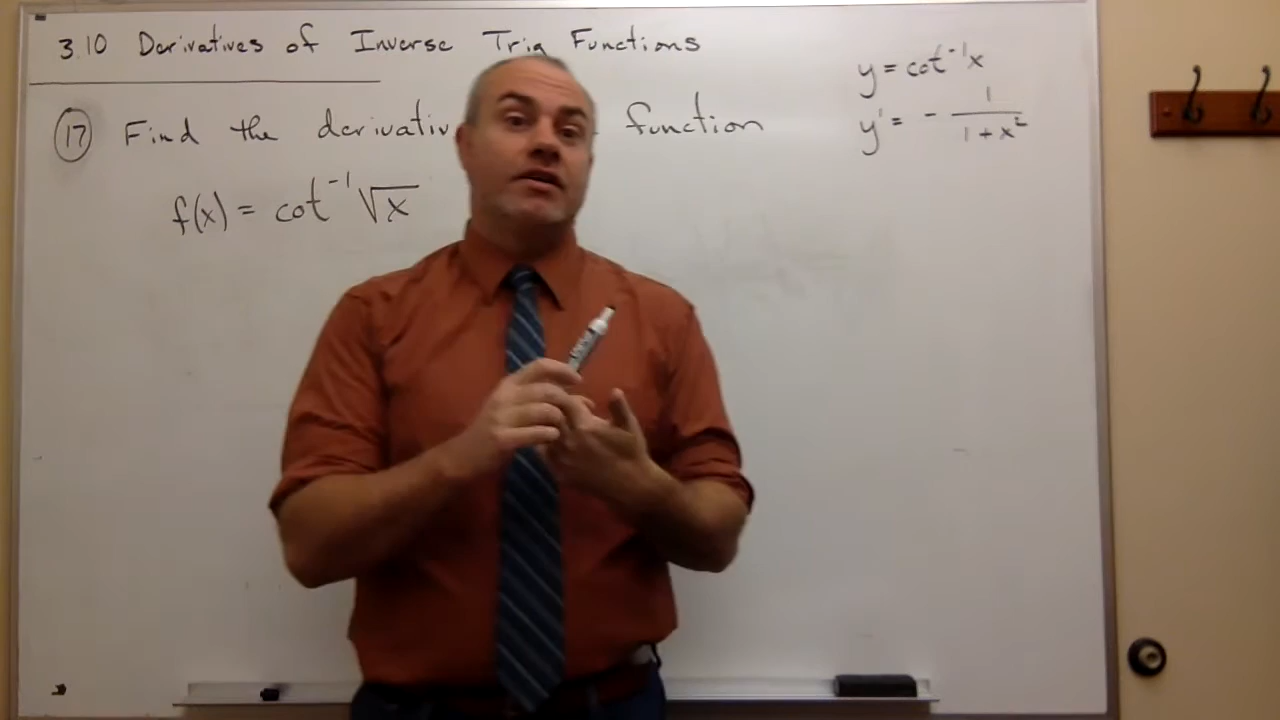 3.10 Derivatives of Inverse Trig Functions
17 Find the derivativ function
f(x) = cot⁻¹ √x
y = cot⁻¹x
y' = - 1/(1 + x²)